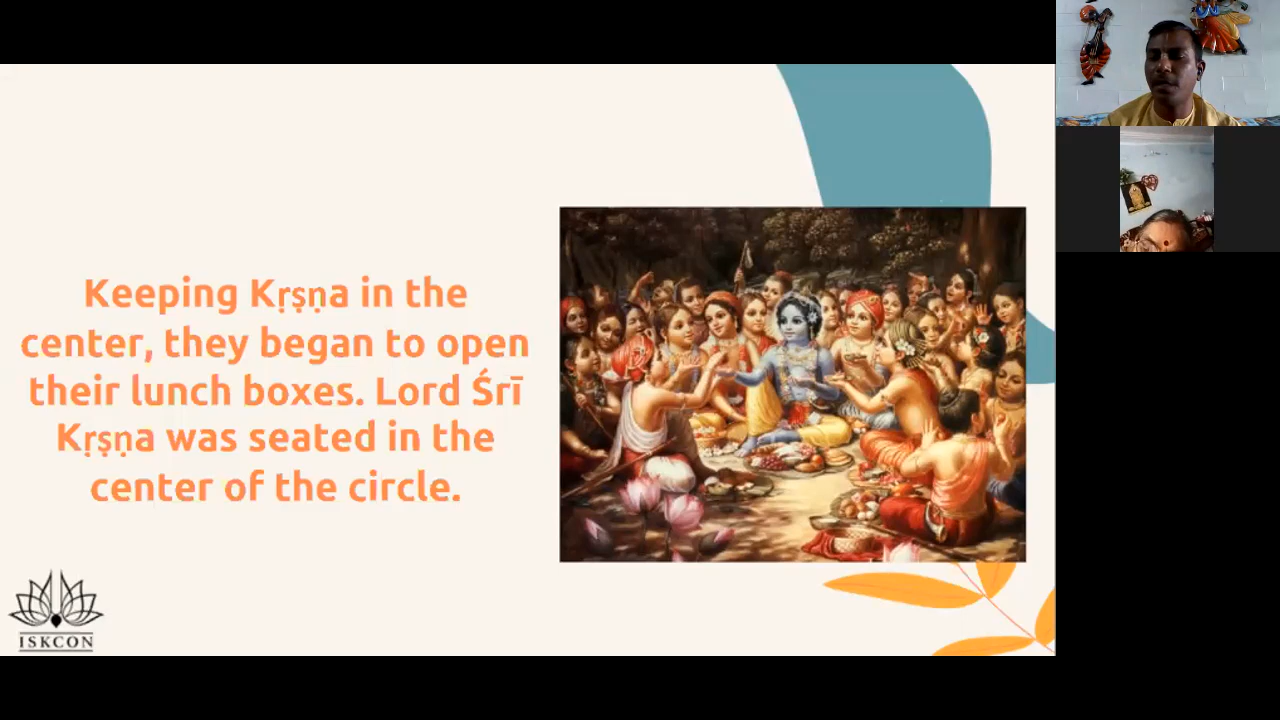 Keeping Kṛṣṇa in the
center, they began to open
their lunch boxes. Lord Śrī
Kṛṣṇa was seated in the
center of the circle.
ISKCON